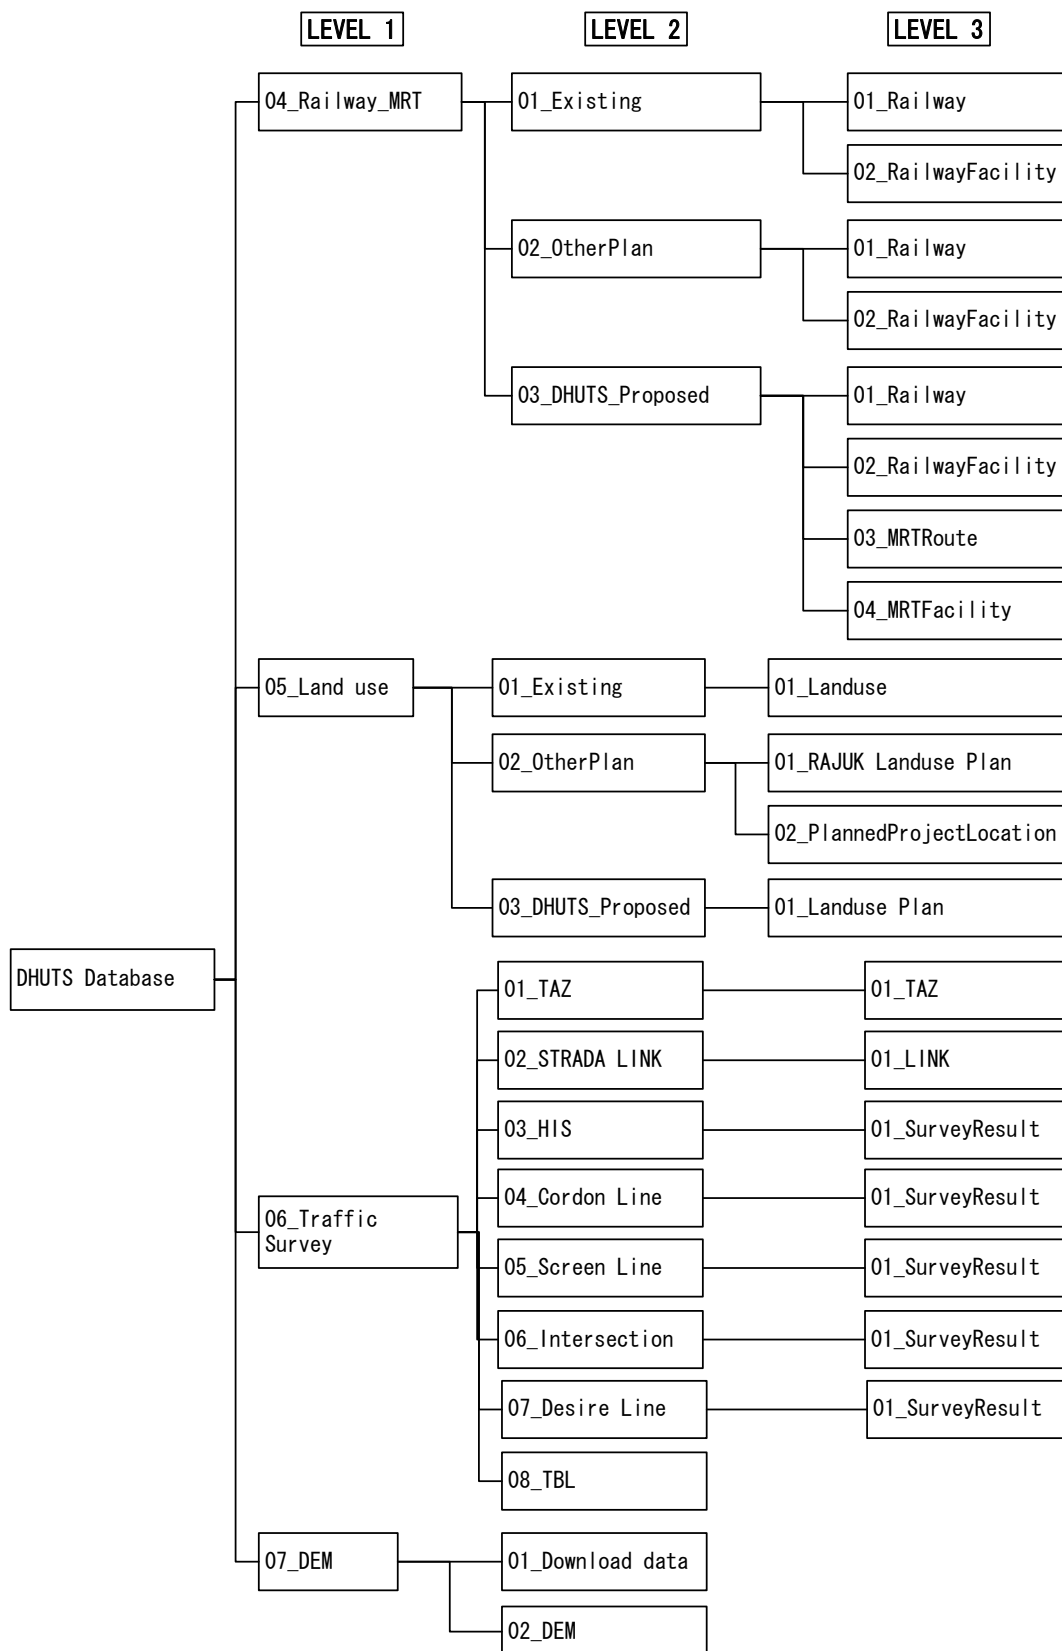 LEVEL 1 LEVEL 2 LEVEL 3
04_Railway_MRT 01_Existing 01_Railway
02_RailwayFacility
02_OtherPlan 01_Railway
02_RailwayFacility
03_DHUTS_Proposed 01_Railway
02_RailwayFacility
03_MRTRoute
04_MRTFacility
05_Land use 01_Existing 01_Landuse
02_OtherPlan 01_RAJUK Landuse Plan
02_PlannedProjectLocation
03_DHUTS_Proposed 01_Landuse Plan
DHUTS Database
01_TAZ 01_TAZ
02_STRADA LINK 01_LINK
03_HIS 01_SurveyResult
04_Cordon Line 01_SurveyResult
06_Traffic
Survey
05_Screen Line 01_SurveyResult
06_Intersection 01_SurveyResult
07_Desire Line 01_SurveyResult
08_TBL
07_DEM 01_Download data
02_DEM